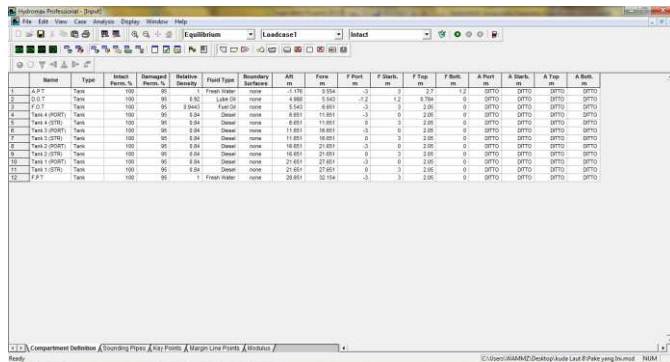 Hydromax Professional - [Input]
File Edit View Case Analysis Display Window Help
Equilibrium Loadcase1 Intact
Name Type Intact Perm. % Damaged Perm. % Relative Density Fluid Type Boundary Surfaces Aft m Fore m F Port m F Starb. m F Top m F Bott. m A Port m A Starb. m A Top m A Bott. m
1 A.P.T Tank 100 95 1 Fresh Water none -1.176 0.554 -3 3 2.7 1.2 DITTO DITTO DITTO DITTO
2 D.O.T Tank 100 95 0.92 Lube Oil none 4.988 5.543 -1.2 1.2 0.784 0 DITTO DITTO DITTO DITTO
3 F.O.T Tank 100 95 0.9443 Fuel Oil none 5.543 6.651 -3 3 2.05 0 DITTO DITTO DITTO DITTO
4 Tank 4 (PORT) Tank 100 95 0.84 Diesel none 6.651 11.651 -3 0 2.05 0 DITTO DITTO DITTO DITTO
5 Tank 4 (STR) Tank 100 95 0.84 Diesel none 6.651 11.651 0 3 2.05 0 DITTO DITTO DITTO DITTO
6 Tank 3 (PORT) Tank 100 95 0.84 Diesel none 11.651 16.651 -3 0 2.05 0 DITTO DITTO DITTO DITTO
7 Tank 3 (STR) Tank 100 95 0.84 Diesel none 11.651 16.651 0 3 2.05 0 DITTO DITTO DITTO DITTO
8 Tank 2 (PORT) Tank 100 95 0.84 Diesel none 16.651 21.651 -3 0 2.05 0 DITTO DITTO DITTO DITTO
9 Tank 2 (STR) Tank 100 95 0.84 Diesel none 16.651 21.651 0 3 2.05 0 DITTO DITTO DITTO DITTO
10 Tank 1 (PORT) Tank 100 95 0.84 Diesel none 21.651 27.651 -3 0 2.05 0 DITTO DITTO DITTO DITTO
11 Tank 1 (STR) Tank 100 95 0.84 Diesel none 21.651 27.651 0 3 2.05 0 DITTO DITTO DITTO DITTO
12 F.P.T Tank 100 95 1 Fresh Water none 32.154 -3 3 2.05 0 DITTO DITTO DITTO DITTO
Compartment Definition Sounding Pipes Key Points Margin Line Points Modulus
Ready C:\Users\WAMMZ\Desktop\kuda Laut 8\Pake yang Ini.msd NUM